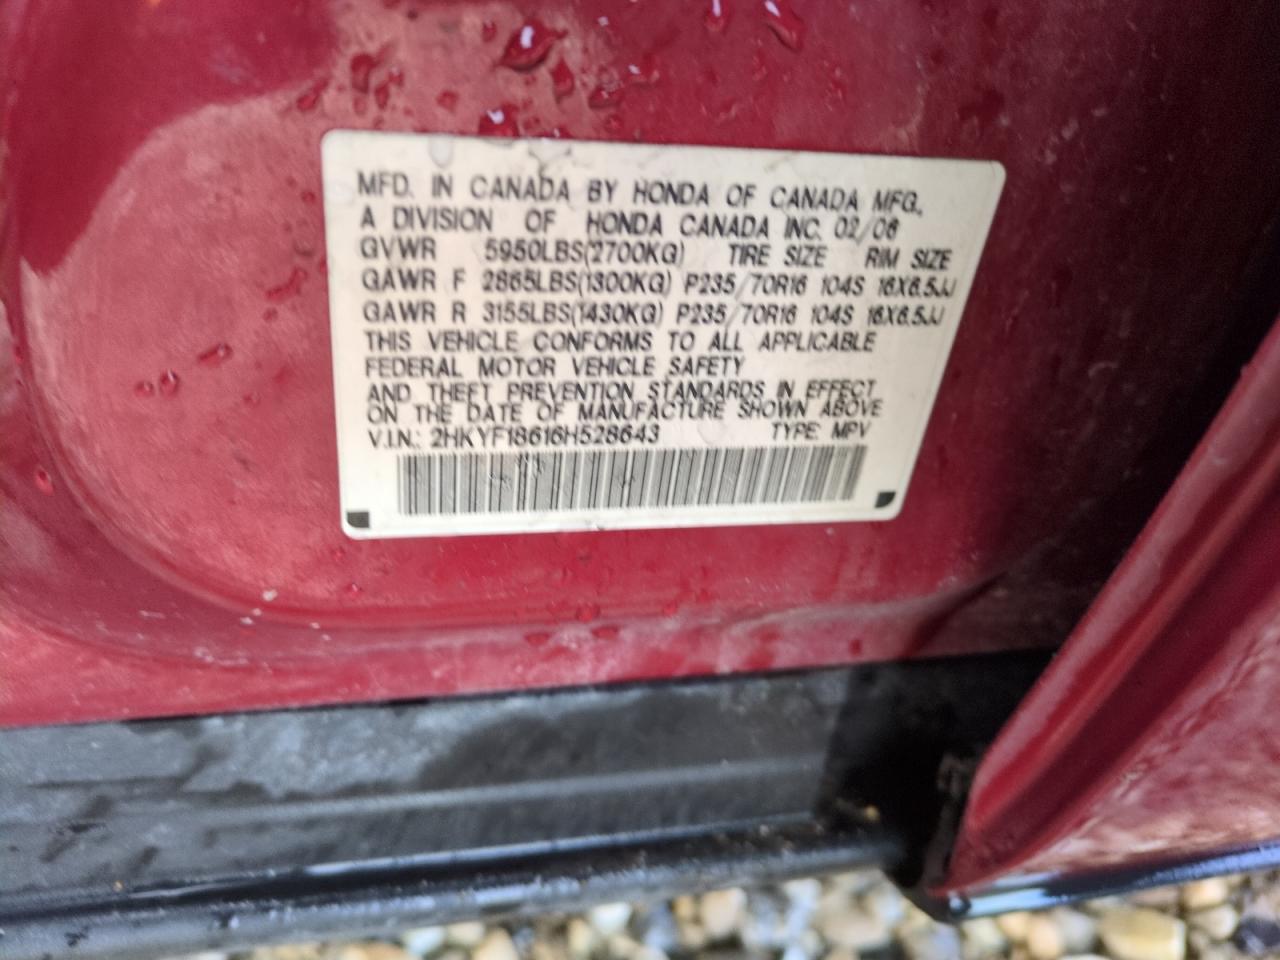 MFD. IN CANADA BY HONDA OF CANADA MFG.,
A DIVISION OF HONDA CANADA INC. 02/06
GVWR 5950LBS(2700KG) TIRE SIZE RIM SIZE
GAWR F 2865LBS(1300KG) P235/70R16 104S 16X6.5JJ
GAWR R 3155LBS(1430KG) P235/70R16 104S 16X6.5JJ
THIS VEHICLE CONFORMS TO ALL APPLICABLE
FEDERAL MOTOR VEHICLE SAFETY
AND THEFT PREVENTION STANDARDS IN EFFECT
ON THE DATE OF MANUFACTURE SHOWN ABOVE
V.I.N.: 2HKYF18616H528643 TYPE: MPV